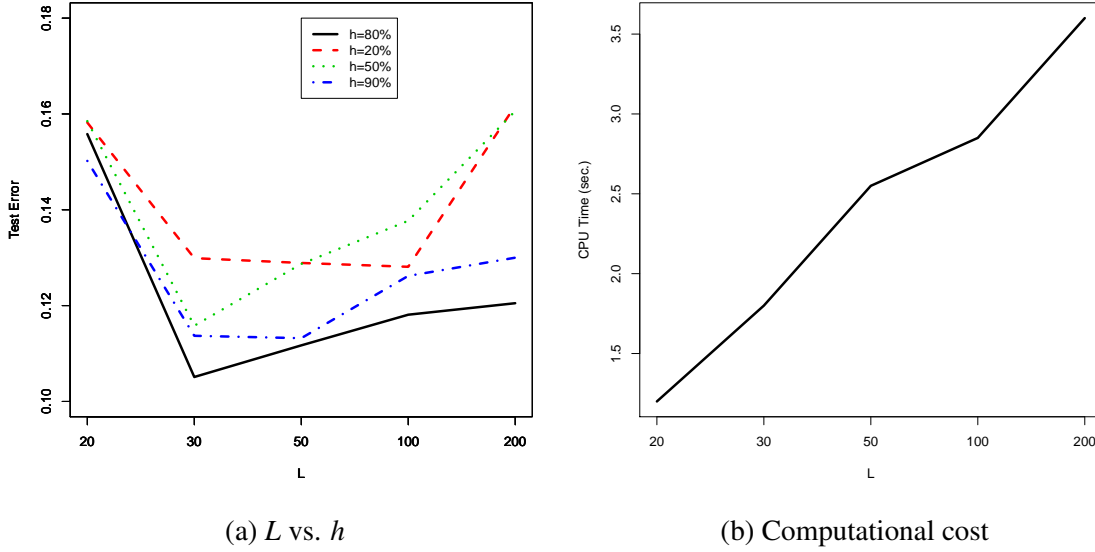 0.18
0.16
0.14
0.12
0.10
Test Error
h=80%
h=20%
h=50%
h=90%
20 30 50 100 200
L
(a) L vs. h
3.5
3.0
2.5
2.0
1.5
CPU Time (sec.)
20 30 50 100 200
L
(b) Computational cost